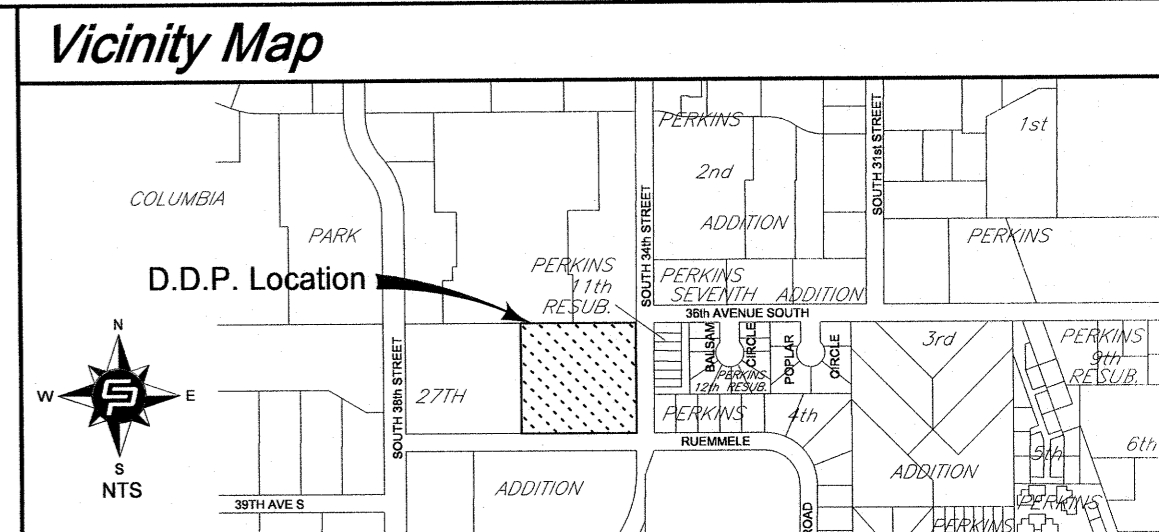 Vicinity Map
PERKINS
1st
2nd
SOUTH 31st STREET
COLUMBIA
ADDITION
PARK
SOUTH 34th STREET
PERKINS
D.D.P. Location
PERKINS
11th
RESUB.
PERKINS
SEVENTH ADDITION
36th AVENUE SOUTH
N
W
E
S
NTS
SP
SOUTH 38th STREET
27TH
BALSAM
CIRCLE
POPLAR
CIRCLE
PERKINS
12th RESUB.
3rd
PERKINS
9th
RESUB.
PERKINS 4th
RUEMMELE
ROAD
ADDITION
ADDITION
5th
6th
39TH AVE S
PERKINS
PERKINS